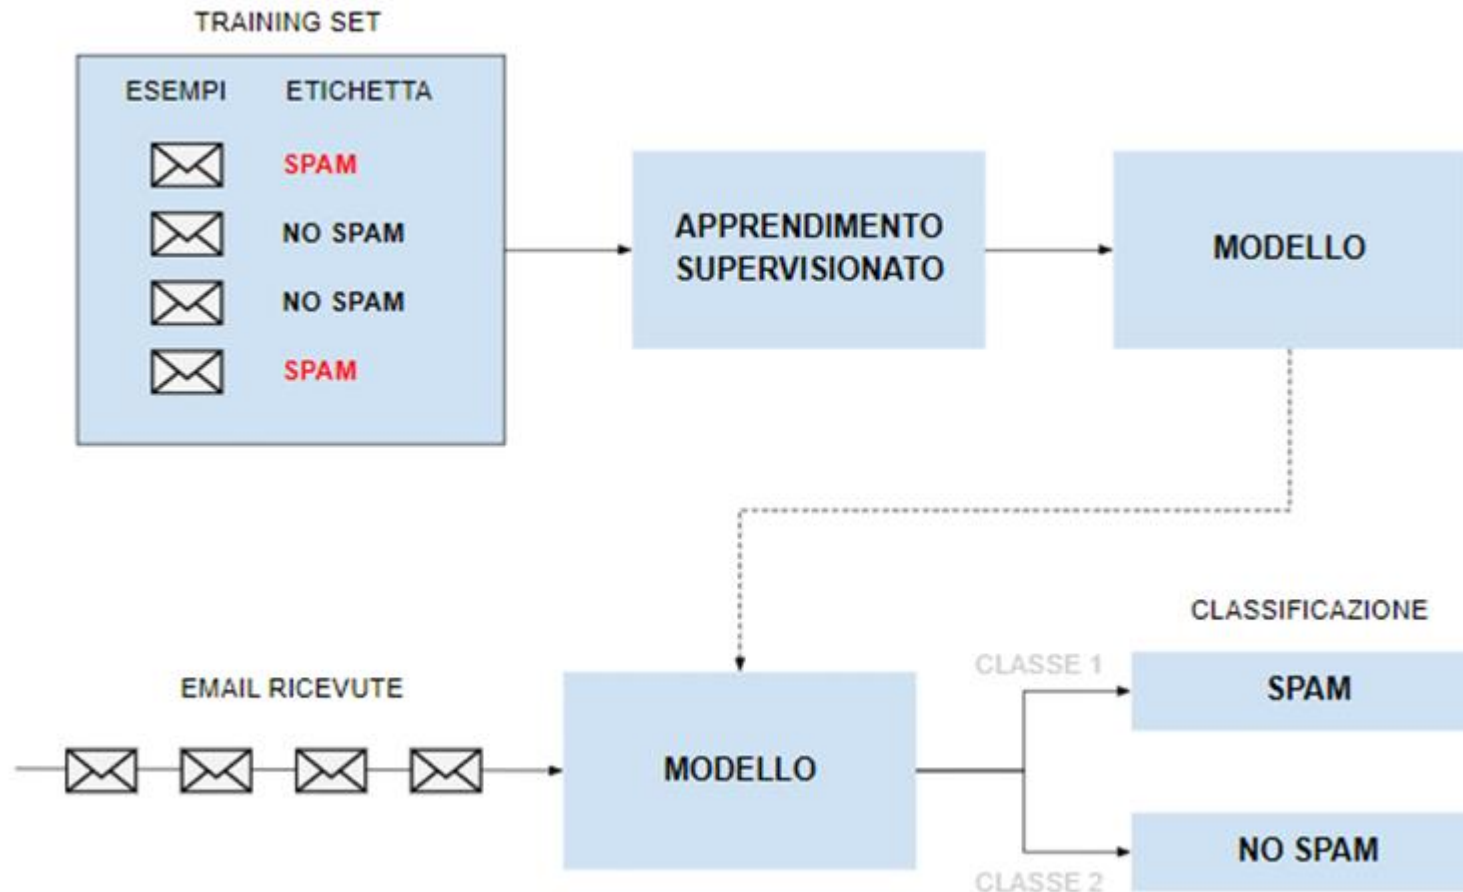 TRAINING SET
ESEMPI ETICHETTA
SPAM
NO SPAM
NO SPAM
SPAM
APPRENDIMENTO
SUPERVISIONATO
MODELLO
EMAIL RICEVUTE
MODELLO
CLASSIFICAZIONE
CLASSE 1
SPAM
NO SPAM
CLASSE 2